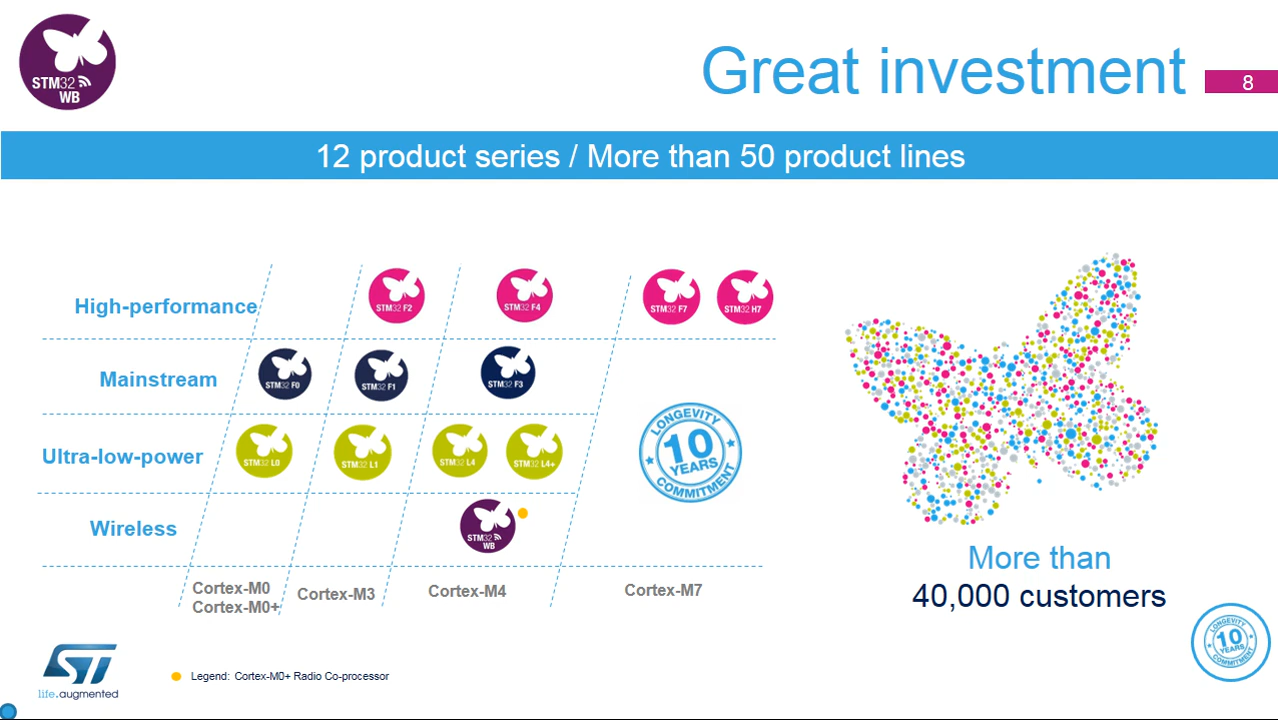 STM32
WB
Great investment
8
12 product series / More than 50 product lines
High-performance
STM32 F2
STM32 F4
STM32 F7
STM32 H7
Mainstream
STM32 F0
STM32 F1
STM32 F3
Ultra-low-power
STM32 L0
STM32 L1
STM32 L4
STM32 L4+
LONGEVITY
10
YEARS
COMMITMENT
Wireless
STM32
WB
Cortex-M0
Cortex-M0+
Cortex-M3
Cortex-M4
Cortex-M7
More than
40,000 customers
LONGEVITY
10
YEARS
COMMITMENT
ST
life.augmented
Legend: Cortex-M0+ Radio Co-processor